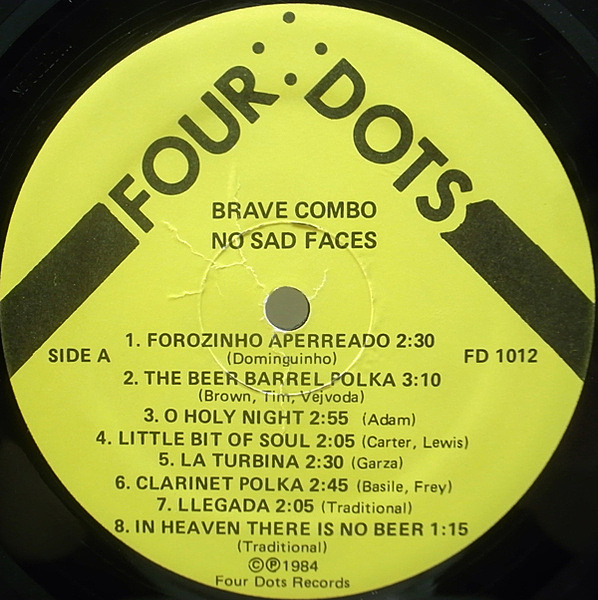 FOUR DOTS
BRAVE COMBO
NO SAD FACES
SIDE A
FD 1012
1. FOROZINHO APERREADO 2:30
(Dominguinho)
2. THE BEER BARREL POLKA 3:10
(Brown, Tim, Vejvoda)
3. O HOLY NIGHT 2:55 (Adam)
4. LITTLE BIT OF SOUL 2:05 (Carter, Lewis)
5. LA TURBINA 2:30 (Garza)
6. CLARINET POLKA 2:45 (Basile, Frey)
7. LLEGADA 2:05 (Traditional)
8. IN HEAVEN THERE IS NO BEER 1:15
(Traditional)
©℗1984
Four Dots Records